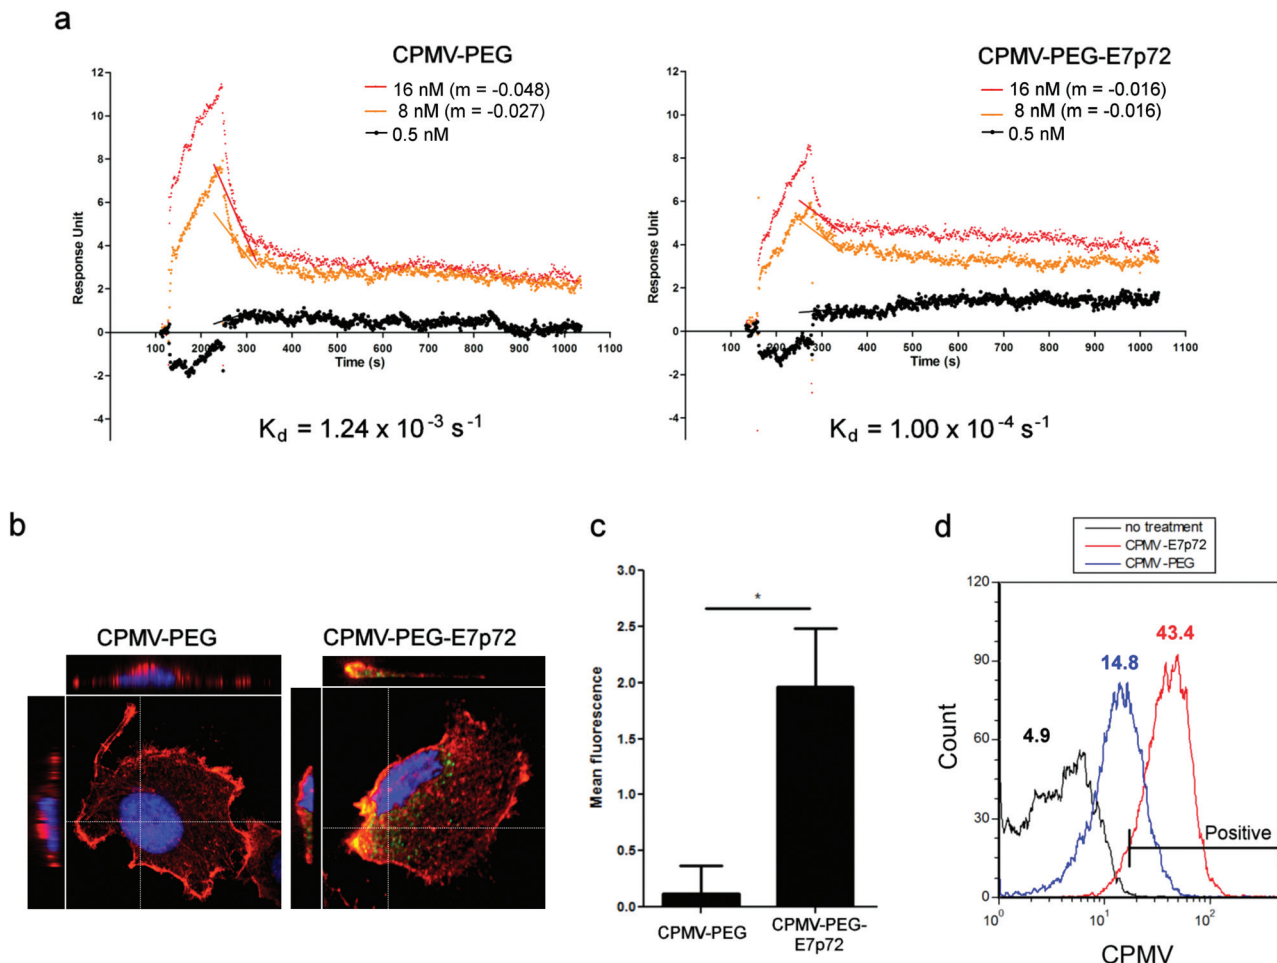 a
CPMV-PEG
16 nM (m = -0.048)
8 nM (m = -0.027)
0.5 nM
12
10
8
6
4
2
0
-2
-4
Response Unit
100 200 300 400 500 600 700 800 900 1000 1100
Time (s)
Kd = 1.24 x 10⁻³ s⁻¹
CPMV-PEG-E7p72
16 nM (m = -0.016)
8 nM (m = -0.016)
0.5 nM
12
10
8
6
4
2
0
-2
-4
Response Unit
100 200 300 400 500 600 700 800 900 1000 1100
Time (s)
Kd = 1.00 x 10⁻⁴ s⁻¹
b
CPMV-PEG
CPMV-PEG-E7p72
c
3.0
2.5
2.0
1.5
1.0
0.5
0.0
Mean fluorescence
*
CPMV-PEG
CPMV-PEG-
E7p72
d
no treatment
CPMV-E7p72
CPMV-PEG
120
90
60
30
0
Count
4.9
14.8
43.4
Positive
10⁰ 10¹ 10²
CPMV